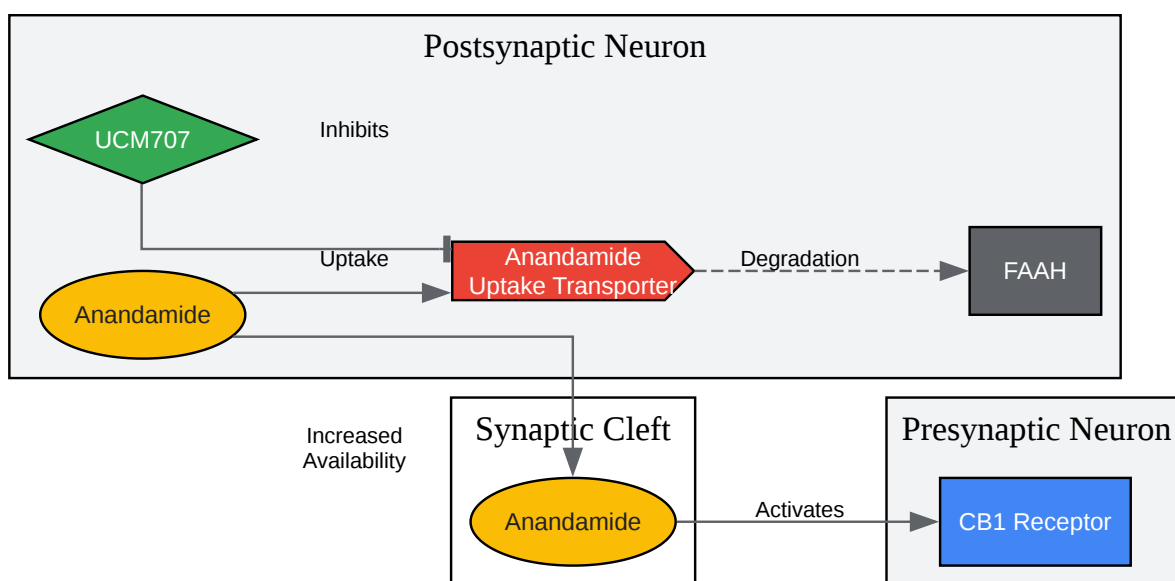 Postsynaptic Neuron
UCM707
Inhibits
Uptake
Anandamide
Uptake Transporter
Degradation
FAAH
Anandamide
Increased
Availability
Synaptic Cleft
Anandamide
Activates
Presynaptic Neuron
CB1 Receptor